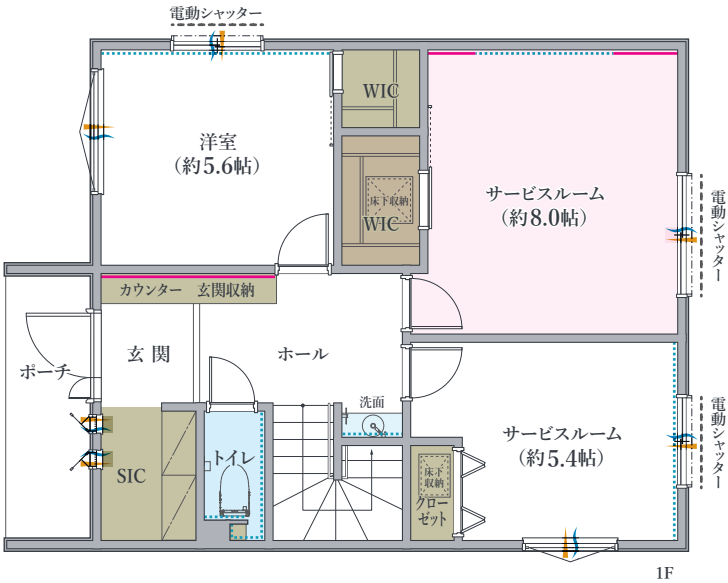 電動シャッター
WIC
洋室
（約5.6帖）
床下収納
WIC
サービスルーム
（約8.0帖）
電動シャッター
カウンター 玄関収納
玄関
ホール
ポーチ
洗面
電動シャッター
サービスルーム
（約5.4帖）
トイレ
SIC
床下
収納
クロー
ゼット
1F